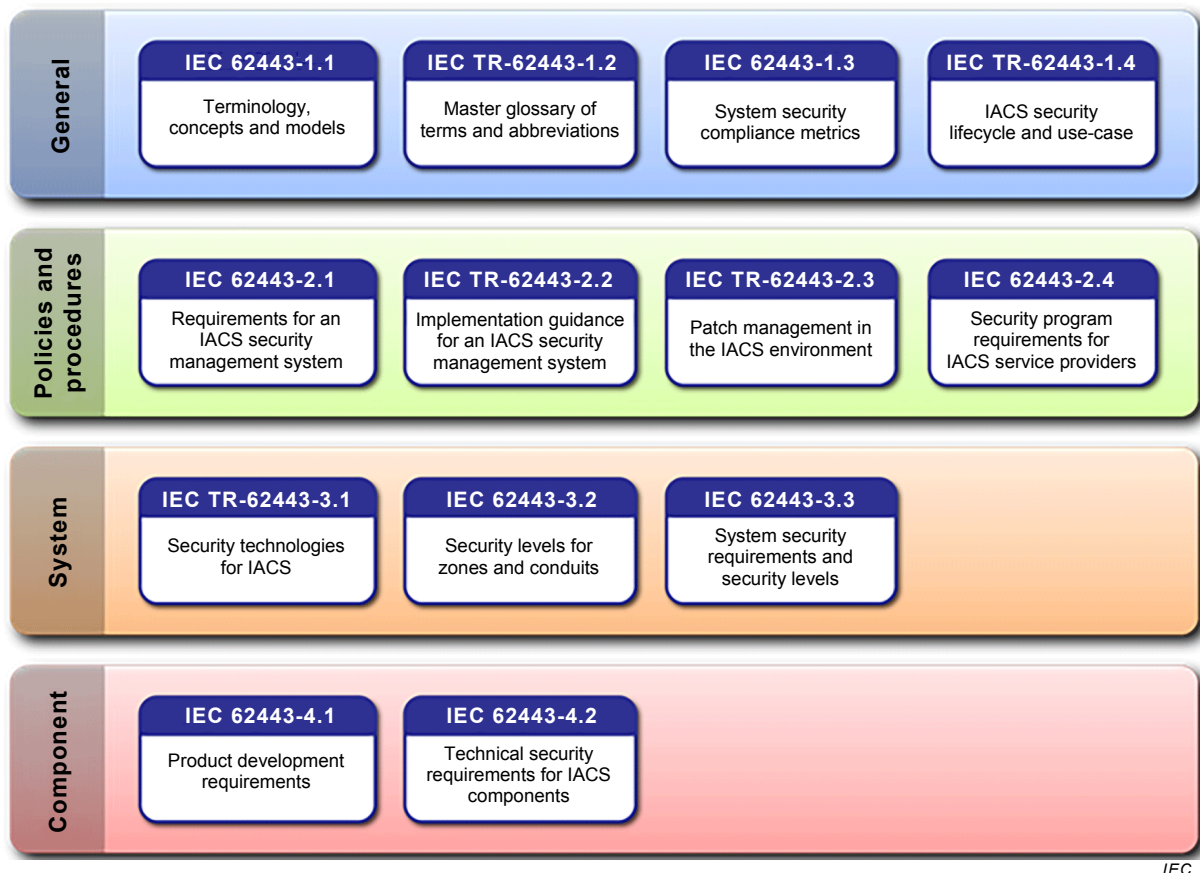 General
IEC 62443-1.1
Terminology,
concepts and models
IEC TR-62443-1.2
Master glossary of
terms and abbreviations
IEC 62443-1.3
System security
compliance metrics
IEC TR-62443-1.4
IACS security
lifecycle and use-case
Policies and
procedures
IEC 62443-2.1
Requirements for an
IACS security
management system
IEC TR-62443-2.2
Implementation guidance
for an IACS security
management system
IEC TR-62443-2.3
Patch management in
the IACS environment
IEC 62443-2.4
Security program
requirements for
IACS service providers
System
IEC TR-62443-3.1
Security technologies
for IACS
IEC 62443-3.2
Security levels for
zones and conduits
IEC 62443-3.3
System security
requirements and
security levels
Component
IEC 62443-4.1
Product development
requirements
IEC 62443-4.2
Technical security
requirements for IACS
components
IEC